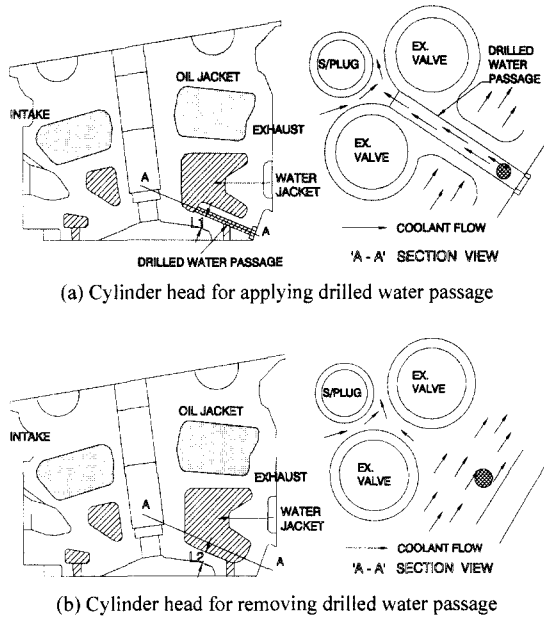 OIL JACKET
INTAKE
EXHAUST
A
WATER
JACKET
L1
A
DRILLED WATER PASSAGE
S/PLUG
EX.
VALVE
DRILLED
WATER
PASSAGE
EX.
VALVE
COOLANT FLOW
'A - A' SECTION VIEW
(a) Cylinder head for applying drilled water passage
OIL JACKET
INTAKE
EXHAUST
A
WATER
JACKET
L2
A
S/PLUG
EX.
VALVE
EX.
VALVE
COOLANT FLOW
'A - A' SECTION VIEW
(b) Cylinder head for removing drilled water passage